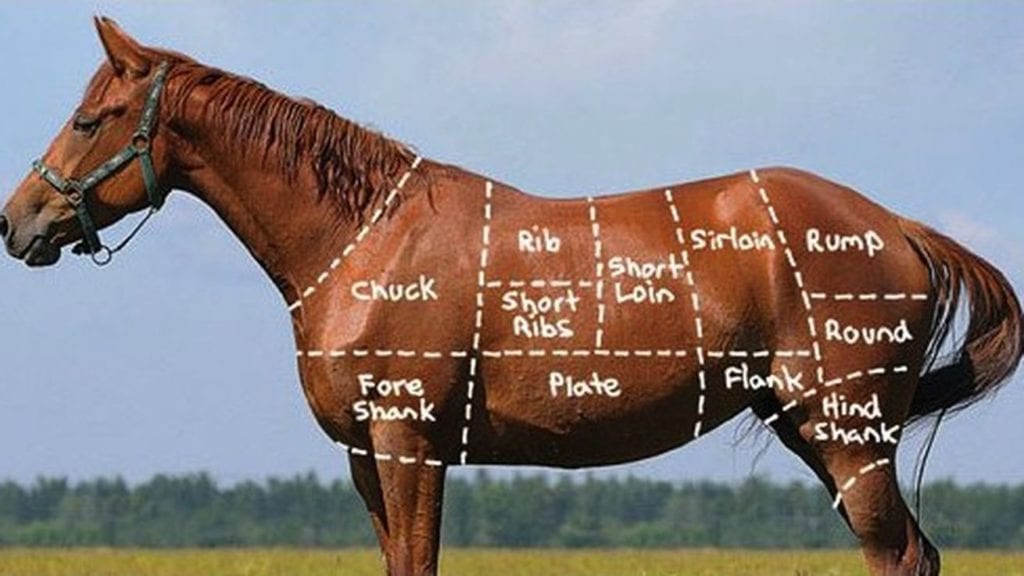 Rib
Sirloin
Rump
Chuck
Short
Loin
Short
Ribs
Round
Fore
Shank
Plate
Flank
Hind
Shank